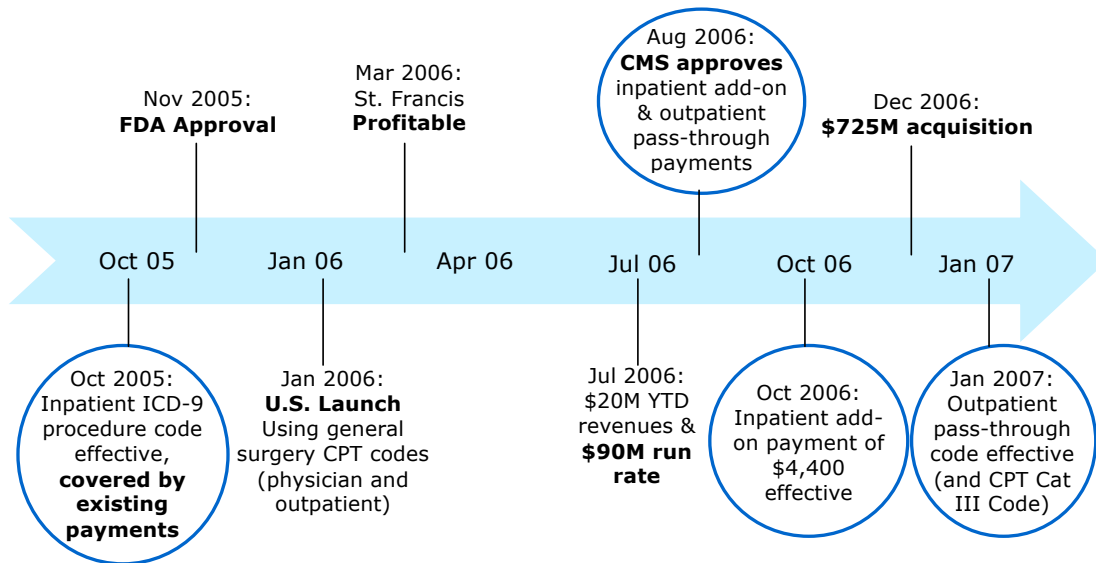 Nov 2005:
FDA Approval
Mar 2006:
St. Francis
Profitable
Aug 2006:
CMS approves
inpatient add-on
& outpatient
pass-through
payments
Dec 2006:
$725M acquisition
Oct 05
Jan 06
Apr 06
Jul 06
Oct 06
Jan 07
Oct 2005:
Inpatient ICD-9
procedure code
effective,
covered by
existing
payments
Jan 2006:
U.S. Launch
Using general
surgery CPT codes
(physician and
outpatient)
Jul 2006:
$20M YTD
revenues &
$90M run
rate
Oct 2006:
Inpatient add-
on payment of
$4,400
effective
Jan 2007:
Outpatient
pass-through
code effective
(and CPT Cat
III Code)